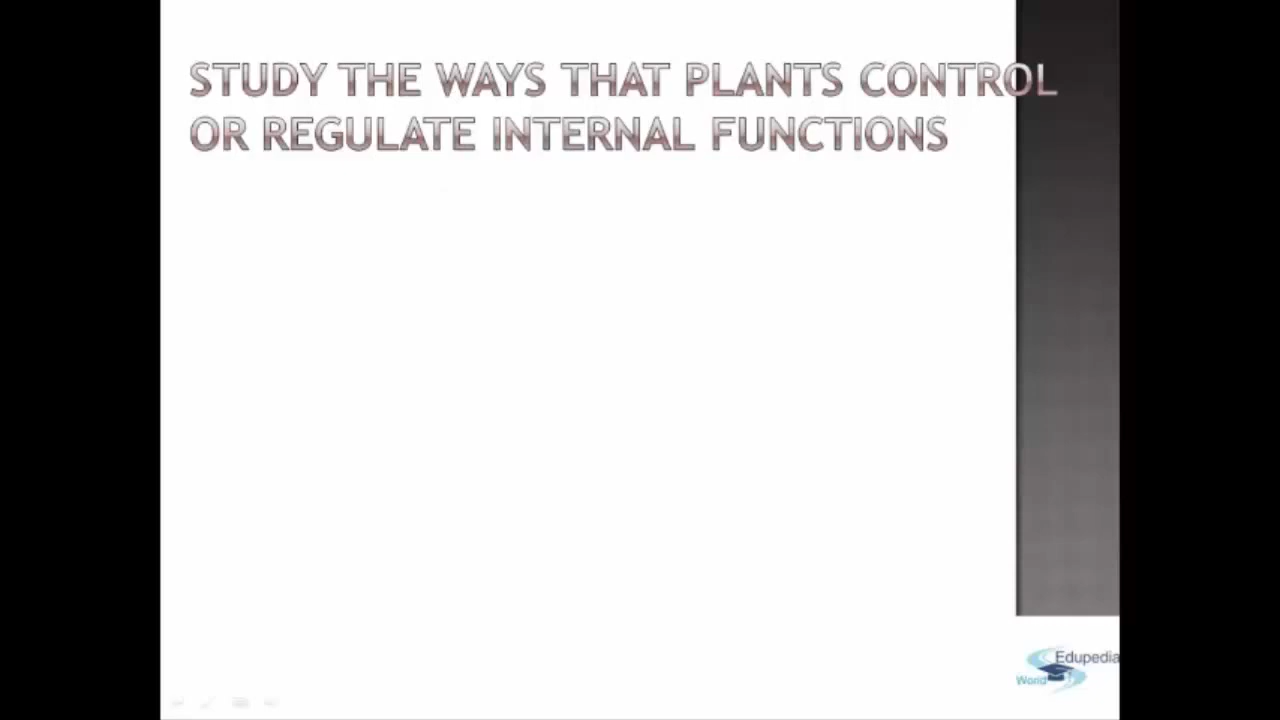 STUDY THE WAYS THAT PLANTS CONTROL
OR REGULATE INTERNAL FUNCTIONS
Edupedia
World